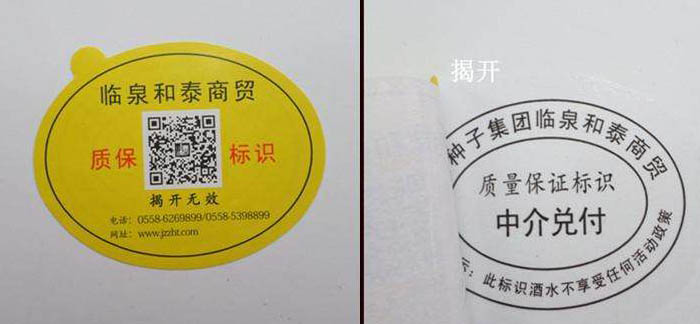 临泉和泰商贸
质保 标识
揭开无效
电话：0558-6269899/0558-5398899
网址：www.jzzht.com
揭开
种子集团临泉和泰商贸
质量保证标识
中介兑付
示：此标识酒水不享受任何活动政策